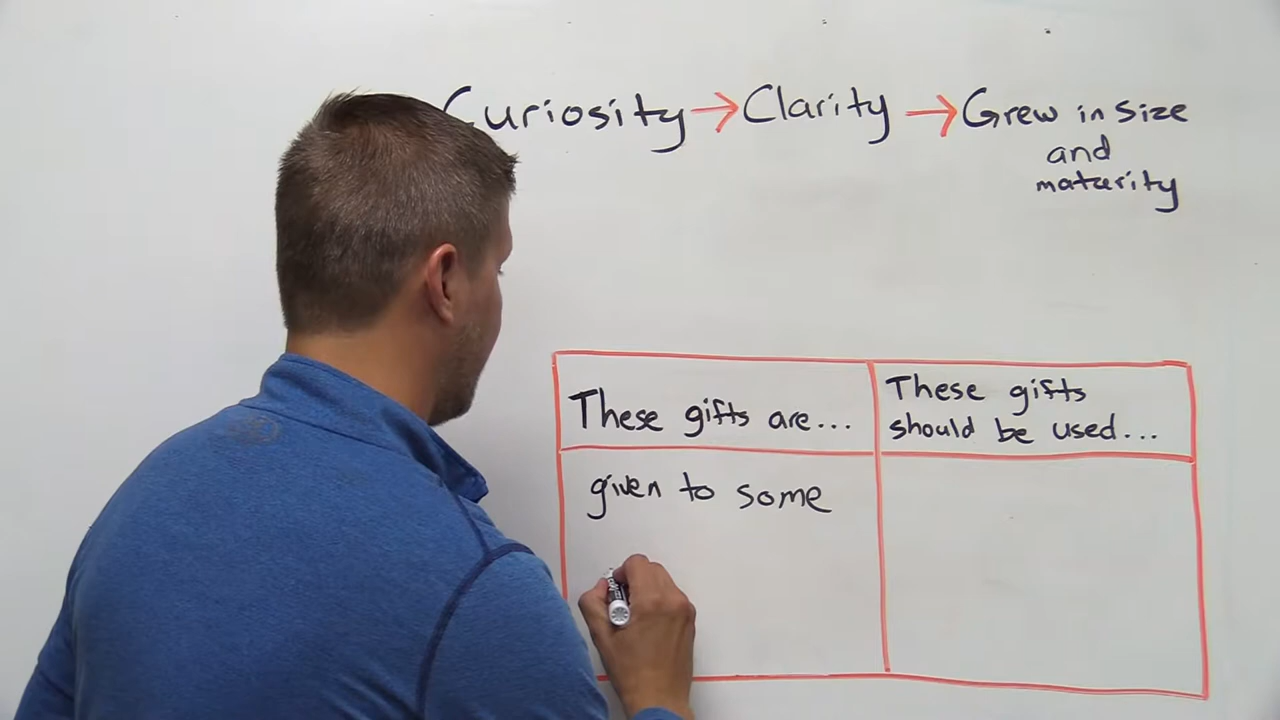 Curiosity → Clarity → Grew in size
and
maturity
These gifts are...
These gifts
should be used...
given to some